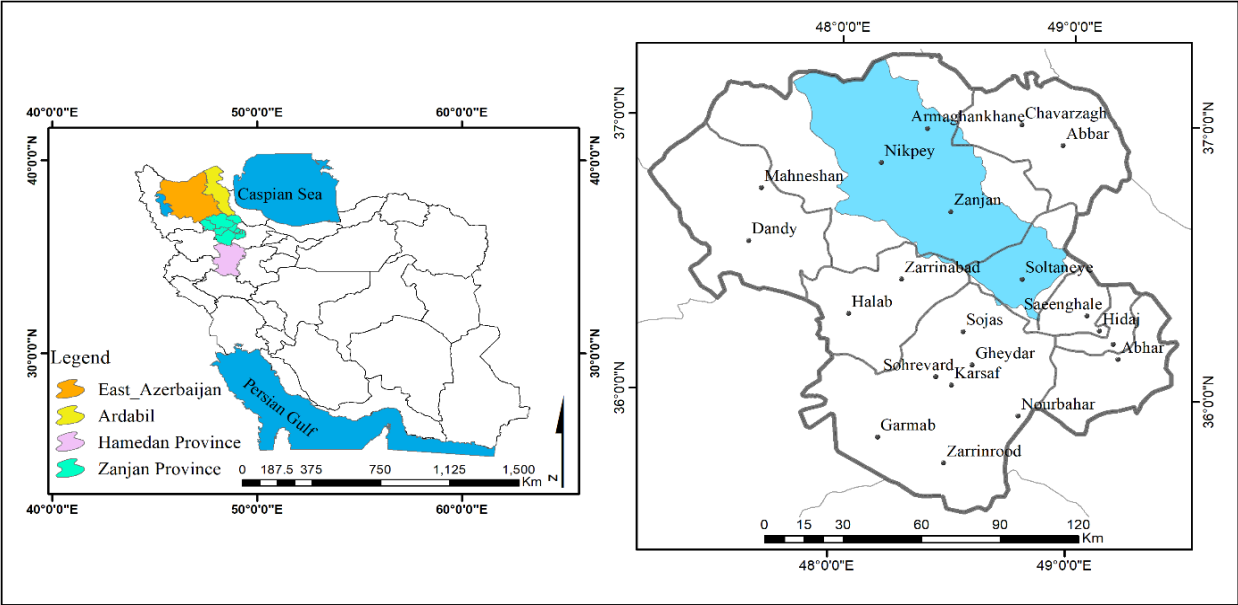 40°0'0"E 50°0'0"E 60°0'0"E
40°0'0"N
40°0'0"N
Caspian Sea
30°0'0"N
30°0'0"N
Persian Gulf
Legend
East_Azerbaijan
Ardabil
Hamedan Province
Zanjan Province
0 187.5 375 750 1,125 1,500
Km
N
40°0'0"E 50°0'0"E 60°0'0"E
48°0'0"E 49°0'0"E
37°0'0"N
37°0'0"N
Armaghankhane
Chavarzagh
Abbar
Nikpey
Mahneshan
Zanjan
Dandy
Zarrinabad
Soltaneye
Halab
Saeenghale
Hidaj
Sojas
Abhar
Gheydar
Sohrevard
Karsaf
36°0'0"N
36°0'0"N
Nourbahar
Garmab
Zarrinrood
0 15 30 60 90 120
Km
48°0'0"E 49°0'0"E